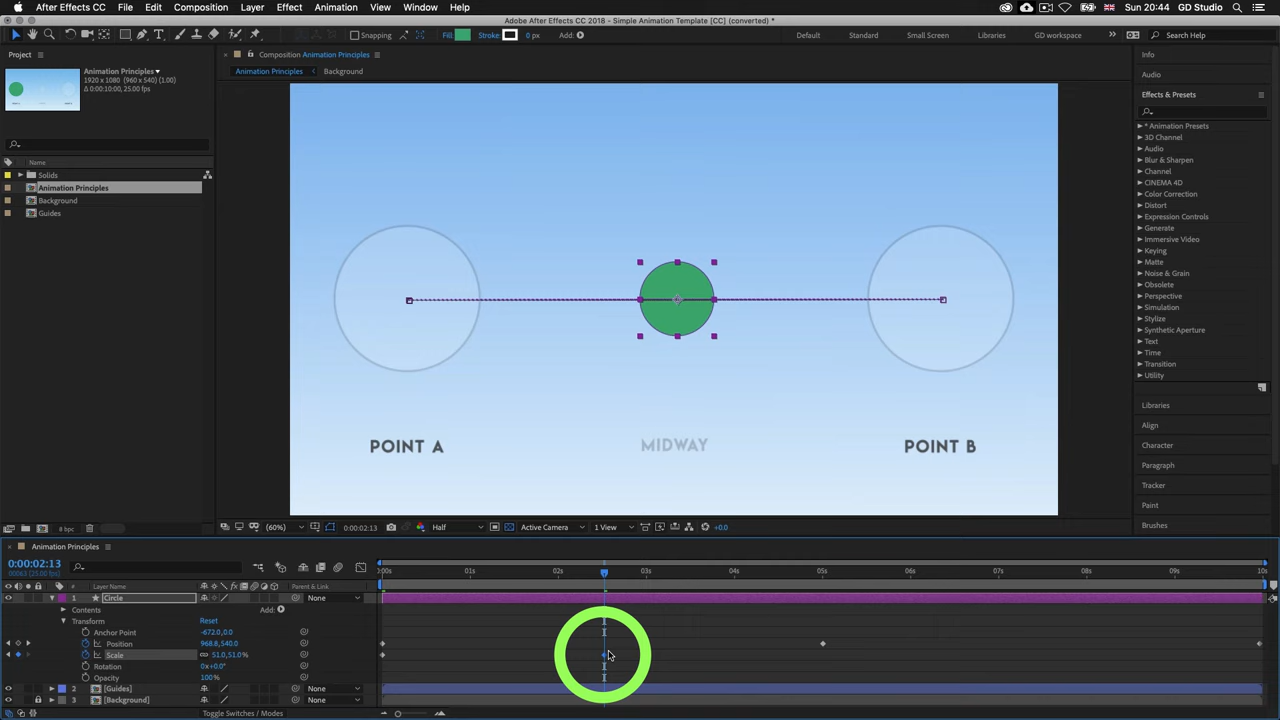 After Effects CC File Edit Composition Layer Effect Animation View Window Help Sun 20:44 GD Studio
Adobe After Effects CC 2018 - Simple Animation Template [CC] (converted) *
Snapping Fill: Stroke: 0 px Add: Default Standard Small Screen Libraries GD workspace Search Help
Project Composition Animation Principles Info
Animation Principles Animation Principles Background
1920 x 1080 (960 x 540) (1.00)
Δ 0:00:10:00, 25.00 fps
Audio
Effects & Presets
Name
Solids
Animation Principles
Background
Guides
* Animation Presets
3D Channel
Audio
Blur & Sharpen
Channel
CINEMA 4D
Color Correction
Distort
Expression Controls
Generate
Immersive Video
Keying
Matte
Noise & Grain
Obsolete
Perspective
Simulation
Stylize
Synthetic Aperture
Text
Time
Transition
Utility
Libraries
Align
Character
Paragraph
Tracker
Paint
Brushes
POINT A MIDWAY POINT B
8 bpc (60%) 0:00:02:13 Half Active Camera 1 View +0.0
Animation Principles
0:00:02:13
00063 (25.00 fps)
0:00s 01s 02s 03s 04s 05s 06s 07s 08s 09s 10s
# Layer Name Parent & Link
1 Circle None
Contents Add:
Transform Reset
Anchor Point -672.0,0.0
Position 968.8,540.0
Scale 51.0,51.0%
Rotation 0x+0.0°
Opacity 100%
2 [Guides] None
3 [Background] None
Toggle Switches / Modes